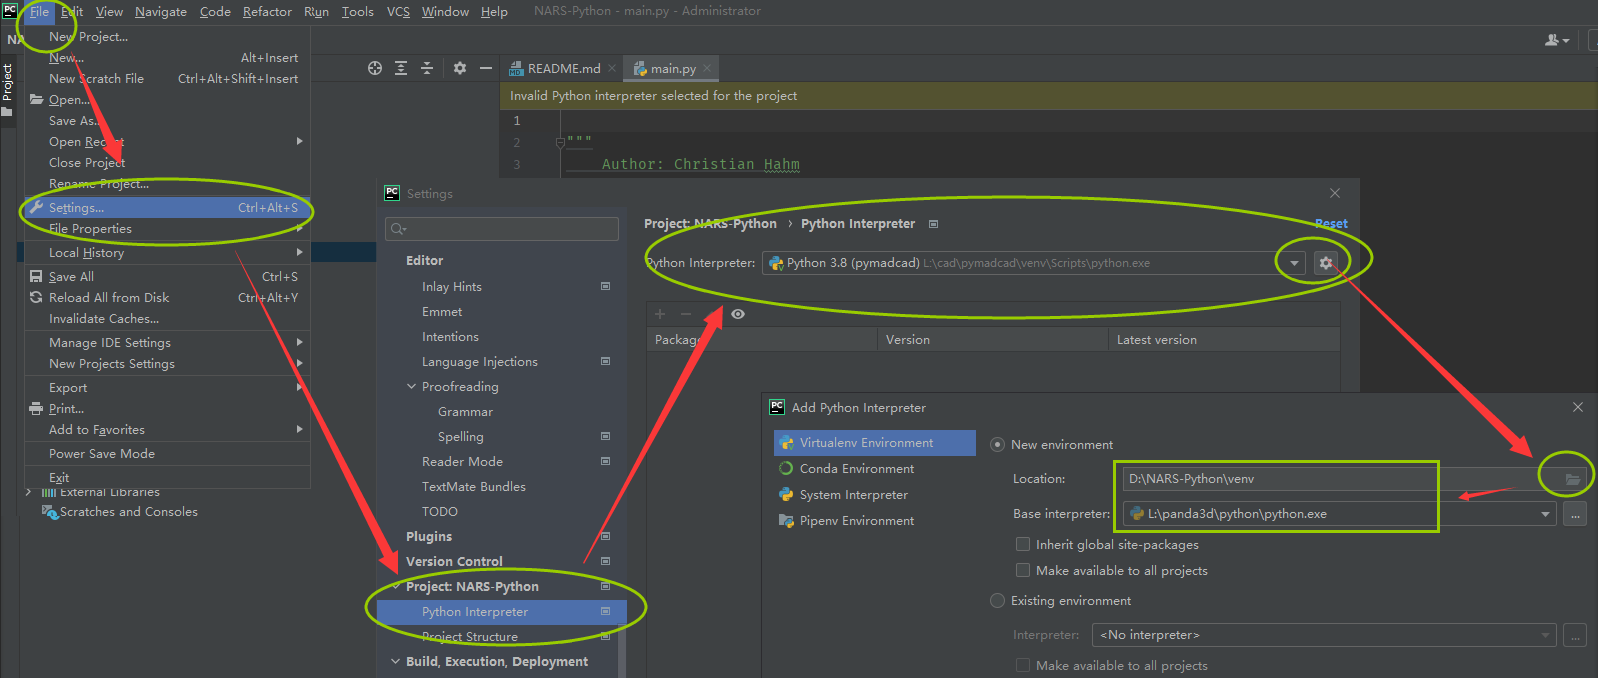 PC File Edit View Navigate Code Refactor Run Tools VCS Window Help NARS-Python - main.py - Administrator
NA
Project
New Project...
New... Alt+Insert
New Scratch File Ctrl+Alt+Shift+Insert
Open...
Save As...
Open Recent
Close Project
Rename Project...
Settings... Ctrl+Alt+S
File Properties
Local History
Save All Ctrl+S
Reload All from Disk Ctrl+Alt+Y
Invalidate Caches...
Manage IDE Settings
New Projects Settings
Export
Print...
Add to Favorites
Power Save Mode
Exit
External Libraries
Scratches and Consoles
MD README.md main.py
Invalid Python interpreter selected for the project
1
2 """
3 Author: Christian Hahm
PC Settings
Editor
Inlay Hints
Emmet
Intentions
Language Injections
Proofreading
Grammar
Spelling
Reader Mode
TextMate Bundles
TODO
Plugins
Version Control
Project: NARS-Python
Python Interpreter
Project Structure
Build, Execution, Deployment
Project: NARS-Python › Python Interpreter Reset
Python Interpreter: Python 3.8 (pymadcad) L:\cad\pymadcad\venv\Scripts\python.exe
Package Version Latest version
PC Add Python Interpreter
Virtualenv Environment
Conda Environment
System Interpreter
Pipenv Environment
New environment
Location: D:\NARS-Python\venv
Base interpreter: L:\panda3d\python\python.exe ...
Inherit global site-packages
Make available to all projects
Existing environment
Interpreter: <No interpreter> ...
Make available to all projects